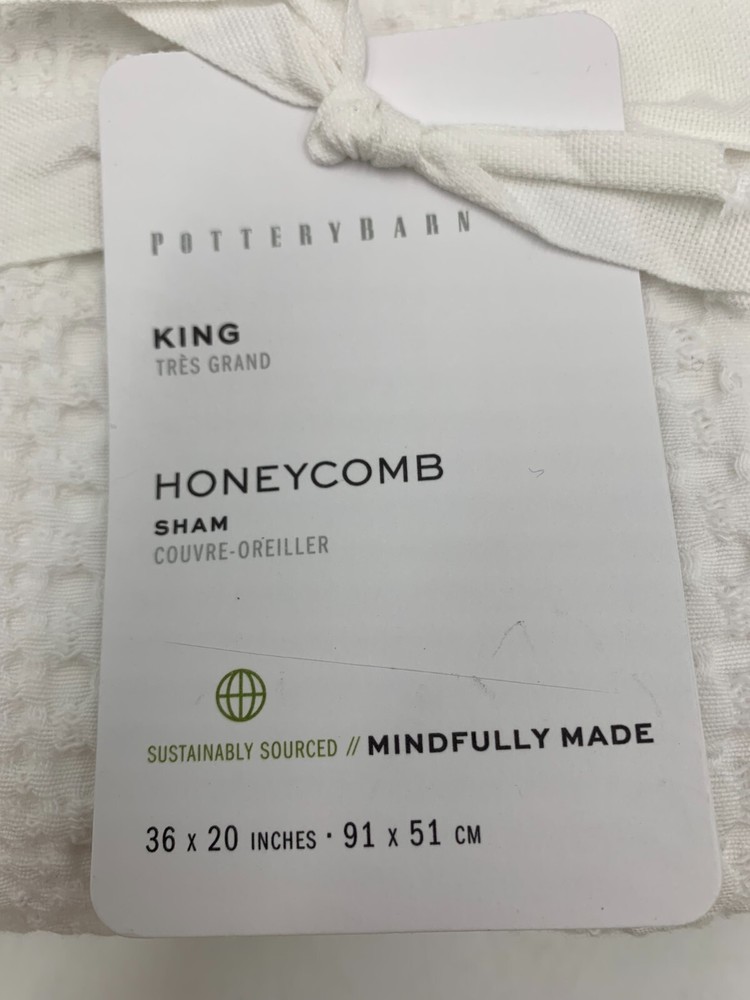 POTTERYBARN
KING
TRÈS GRAND
HONEYCOMB
SHAM
COUVRE-OREILLER
SUSTAINABLY SOURCED // MINDFULLY MADE
36 x 20 INCHES · 91 x 51 CM